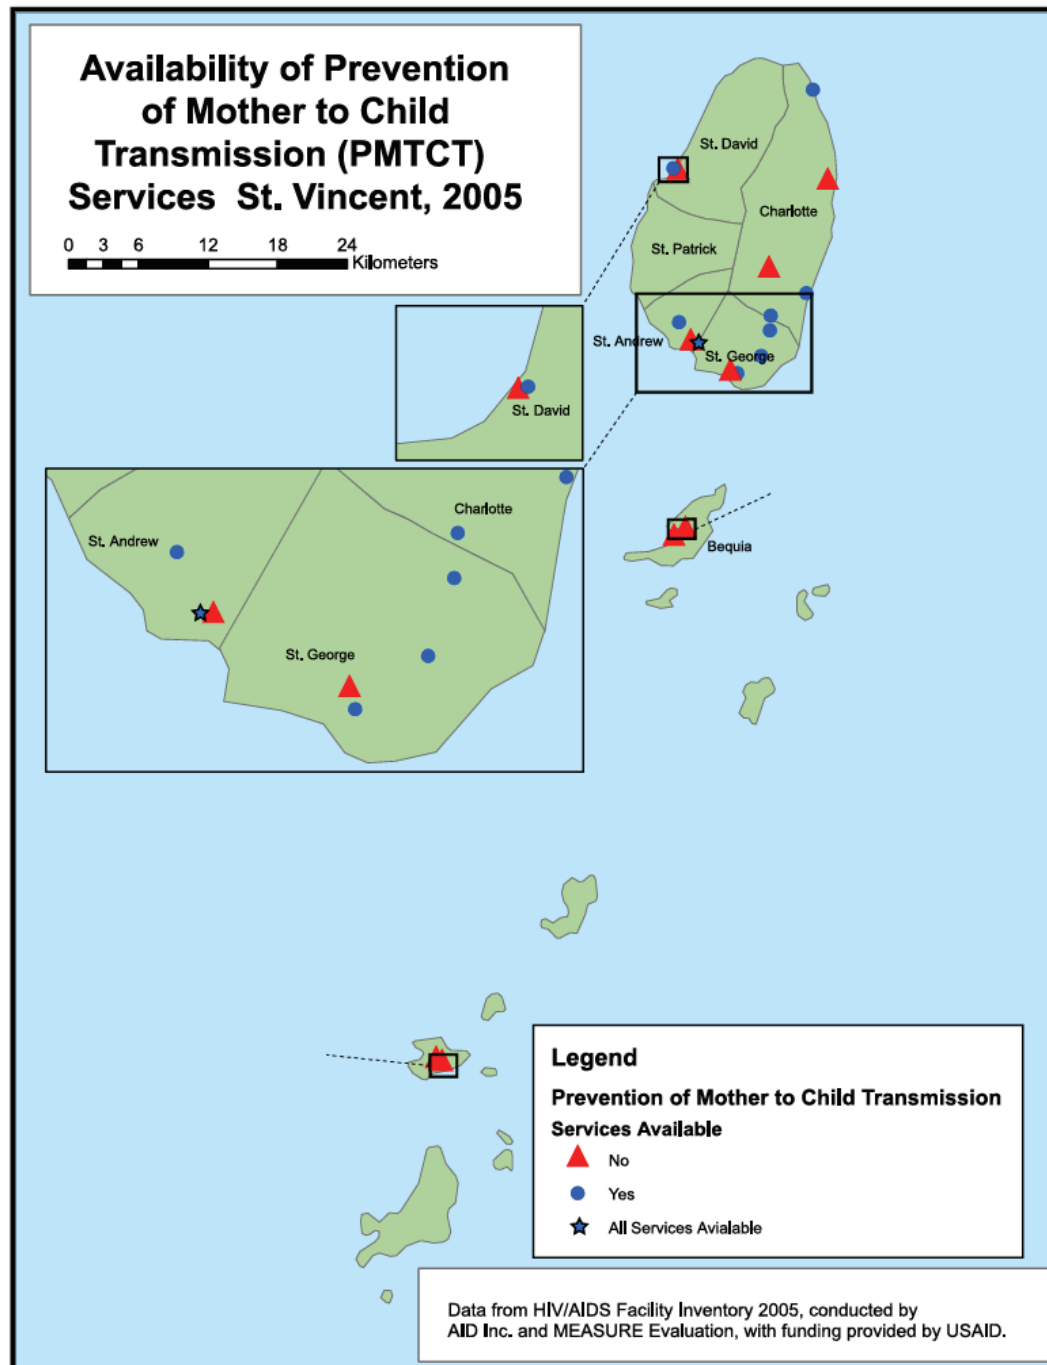 Availability of Prevention
of Mother to Child
Transmission (PMTCT)
Services St. Vincent, 2005
0 3 6 12 18 24
Kilometers
St. David
Charlotte
St. Patrick
St. Andrew
St. George
St. David
Charlotte
St. Andrew
St. George
Bequia
Legend
Prevention of Mother to Child Transmission
Services Available
No
Yes
All Services Avialable
Data from HIV/AIDS Facility Inventory 2005, conducted by
AID Inc. and MEASURE Evaluation, with funding provided by USAID.